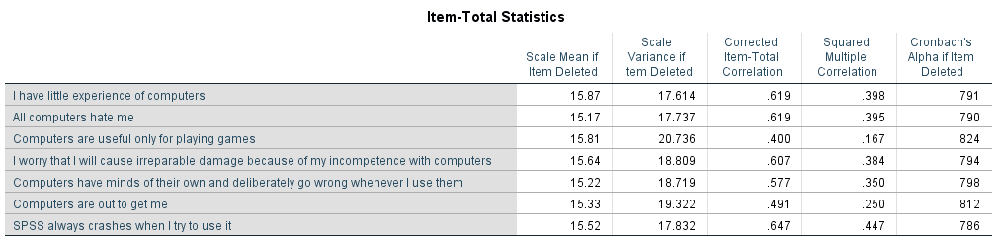 Item-Total Statistics
Scale Mean if Item Deleted Scale Variance if Item Deleted Corrected Item-Total Correlation Squared Multiple Correlation Cronbach's Alpha if Item Deleted
I have little experience of computers 15.87 17.614 .619 .398 .791
All computers hate me 15.17 17.737 .619 .395 .790
Computers are useful only for playing games 15.81 20.736 .400 .167 .824
I worry that I will cause irreparable damage because of my incompetence with computers 15.64 18.809 .607 .384 .794
Computers have minds of their own and deliberately go wrong whenever I use them 15.22 18.719 .577 .350 .798
Computers are out to get me 15.33 19.322 .491 .250 .812
SPSS always crashes when I try to use it 15.52 17.832 .647 .447 .786